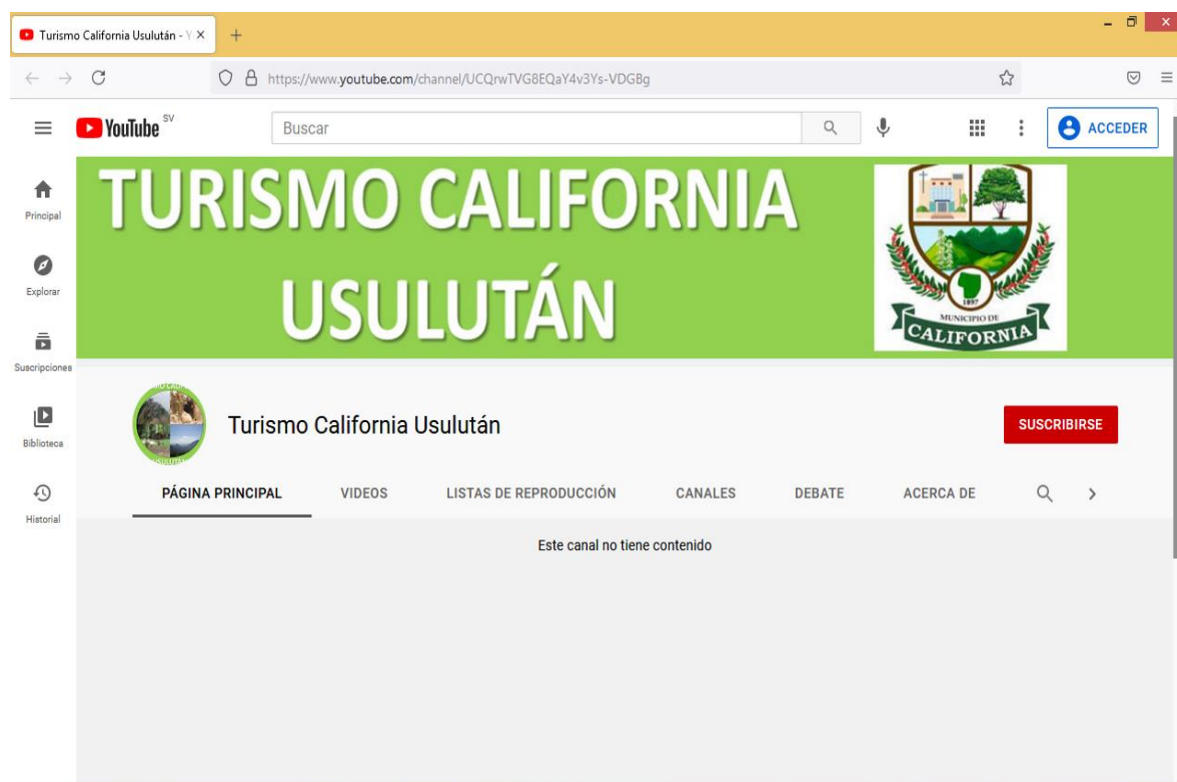 Turismo California Usulután - Y
https://www.youtube.com/channel/UCQrwTVG8EQaY4v3Ys-VDGBg
YouTube SV
Buscar
ACCEDER
Principal
Explorar
Suscripciones
Biblioteca
Historial
TURISMO CALIFORNIA
USULUTÁN
1897
MUNICIPIO DE
CALIFORNIA
Turismo California Usulután
SUSCRIBIRSE
PÁGINA PRINCIPAL VIDEOS LISTAS DE REPRODUCCIÓN CANALES DEBATE ACERCA DE
Este canal no tiene contenido